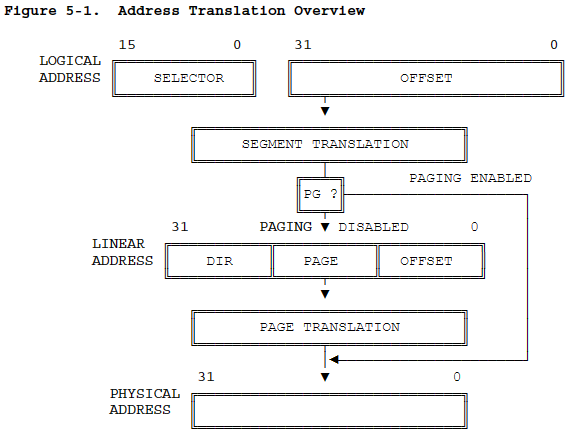 Figure 5-1.  Address Translation Overview
15 0 31 0
LOGICAL
ADDRESS SELECTOR OFFSET
SEGMENT TRANSLATION
PG ? PAGING ENABLED
31 PAGING DISABLED 0
LINEAR
ADDRESS DIR PAGE OFFSET
PAGE TRANSLATION
31 0
PHYSICAL
ADDRESS